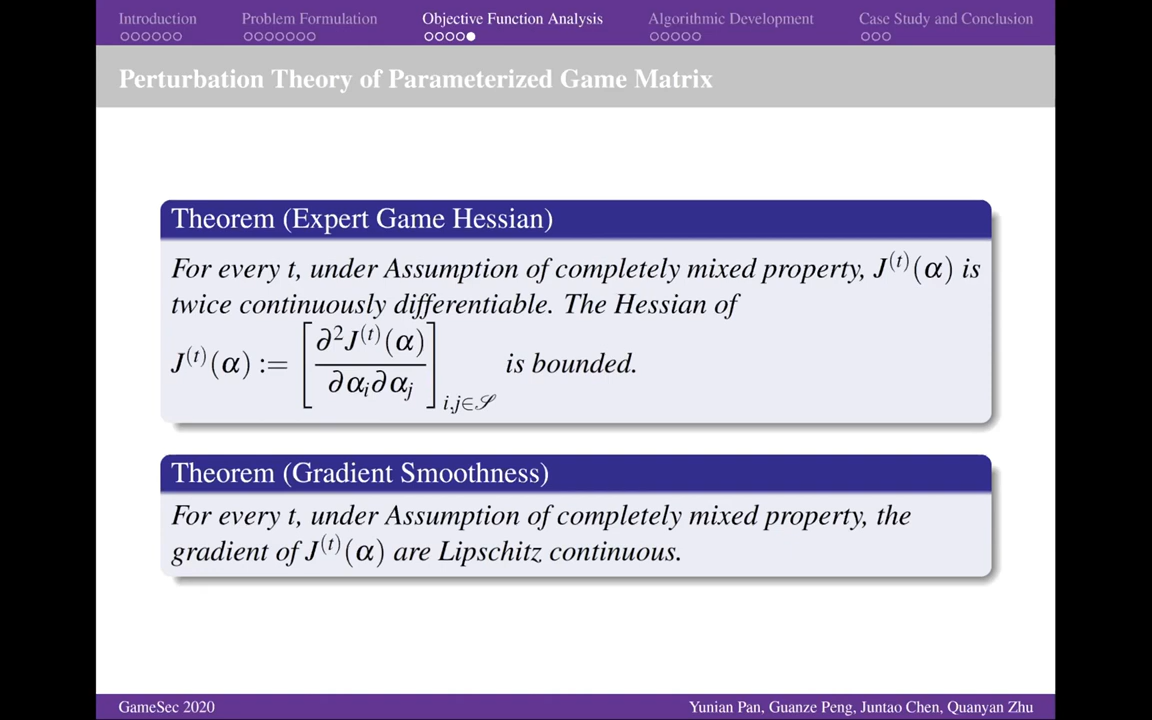 Introduction Problem Formulation Objective Function Analysis Algorithmic Development Case Study and Conclusion
Perturbation Theory of Parameterized Game Matrix
Theorem (Expert Game Hessian)
For every t, under Assumption of completely mixed property, J^(t)(α) is
twice continuously differentiable. The Hessian of
J^(t)(α) := [∂²J^(t)(α) / ∂α_i∂α_j]_{i,j∈𝒮} is bounded.
Theorem (Gradient Smoothness)
For every t, under Assumption of completely mixed property, the
gradient of J^(t)(α) are Lipschitz continuous.
GameSec 2020 Yunian Pan, Guanze Peng, Juntao Chen, Quanyan Zhu